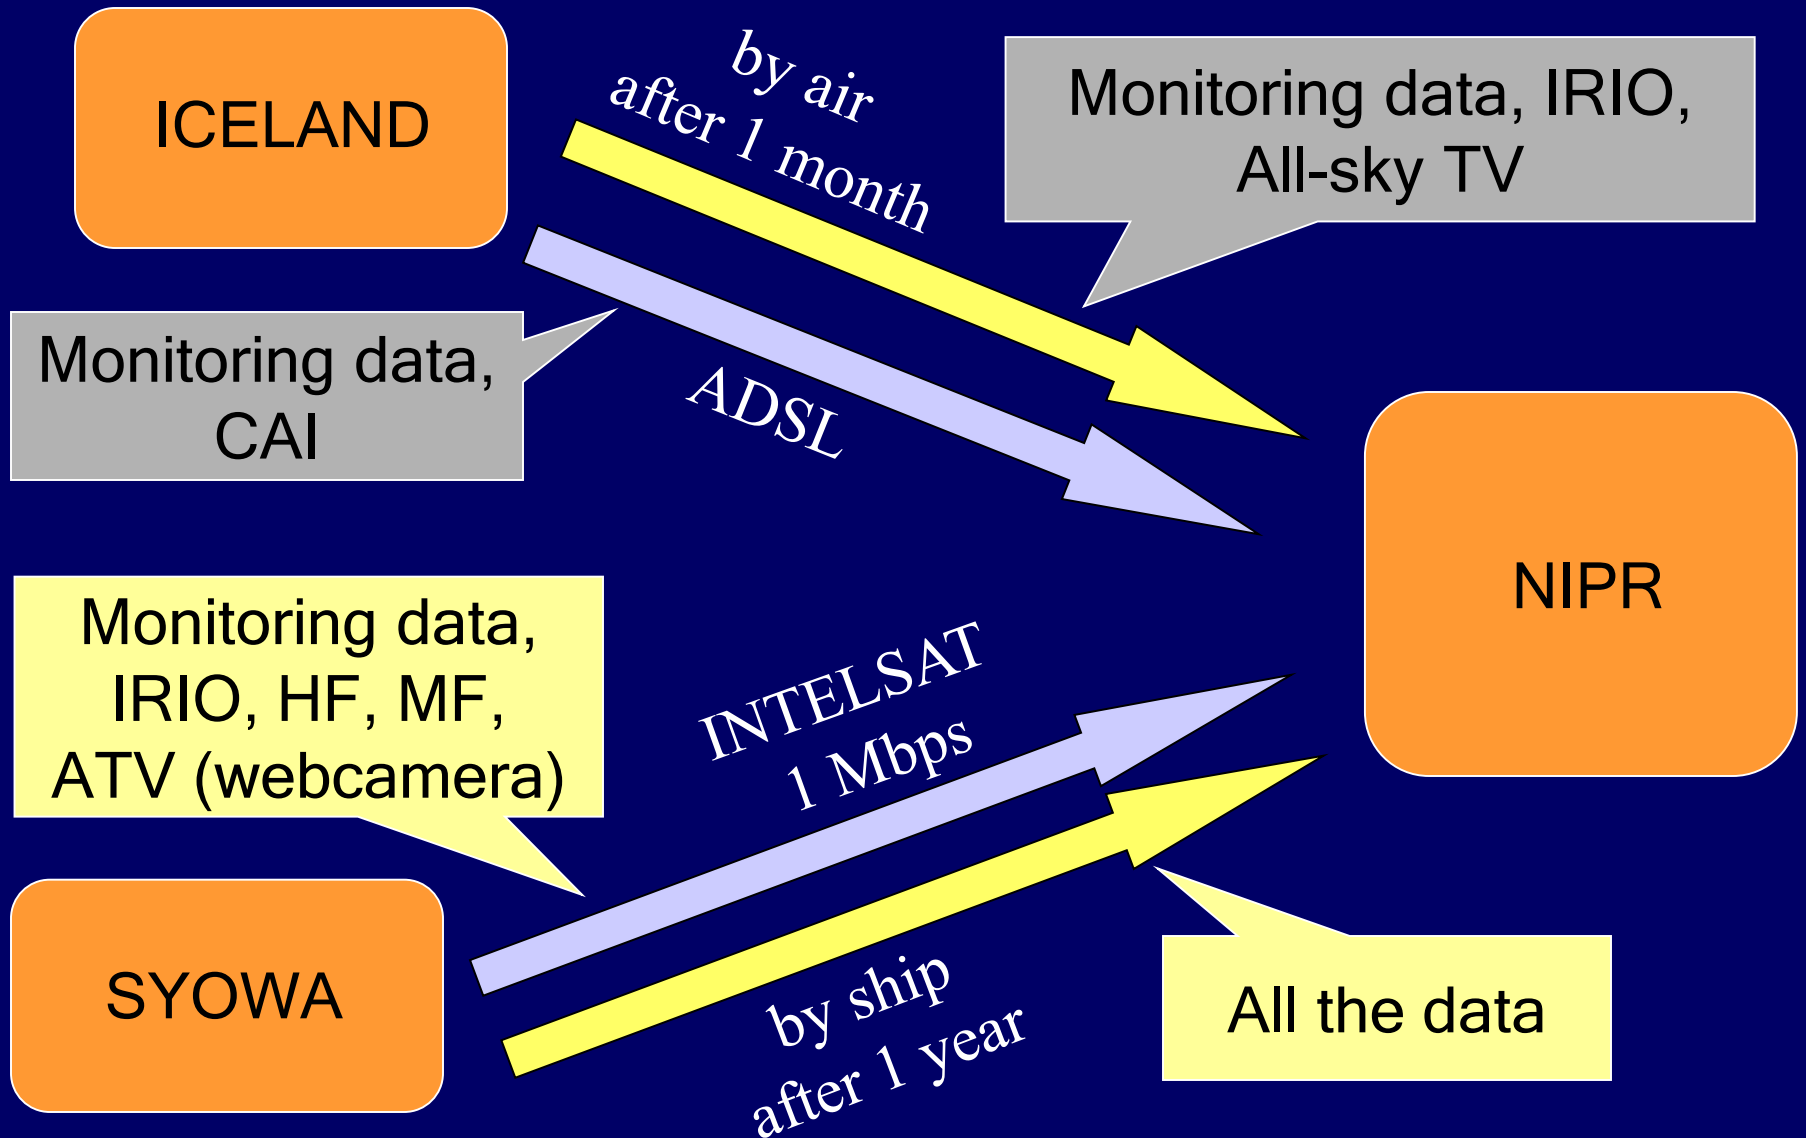 ICELAND
by air
after 1 month
Monitoring data, IRIO,
All-sky TV
Monitoring data,
CAI
ADSL
NIPR
Monitoring data,
IRIO, HF, MF,
ATV (webcamera)
INTELSAT
1 Mbps
SYOWA
by ship
after 1 year
All the data